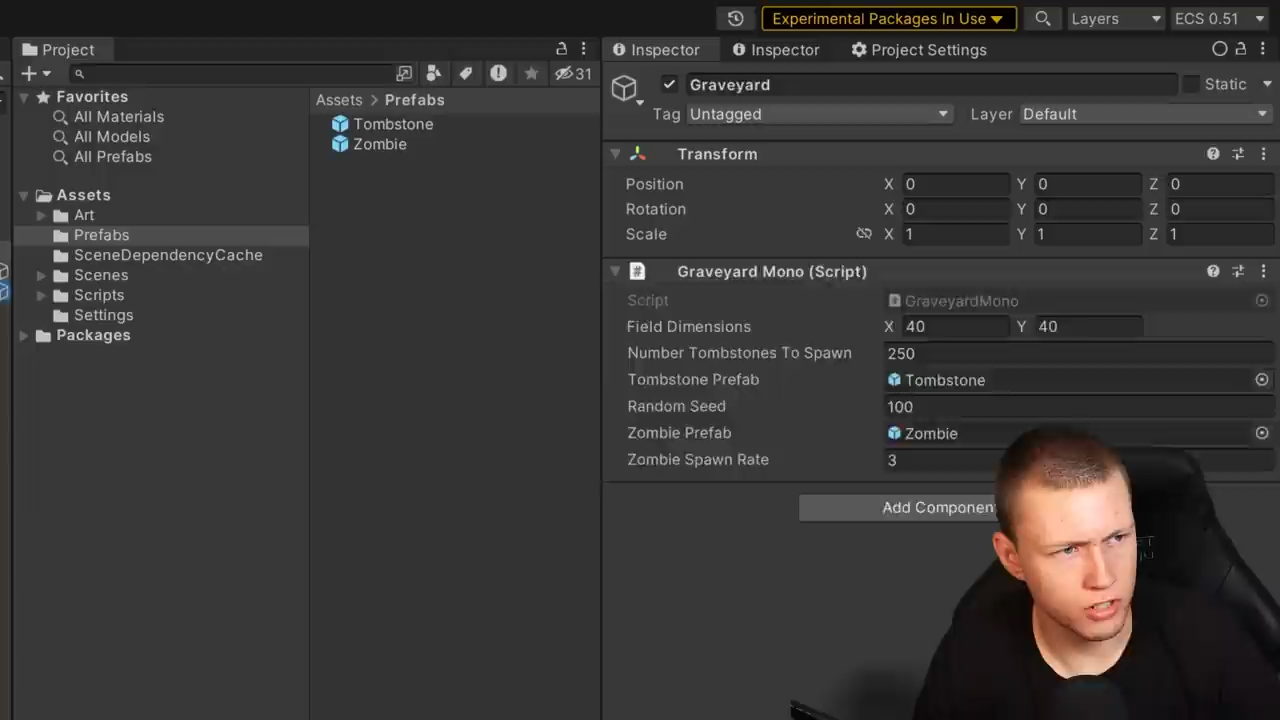 Experimental Packages In Use
Layers
ECS 0.51
Project
31
Favorites
All Materials
All Models
All Prefabs
Assets
Art
Prefabs
SceneDependencyCache
Scenes
Scripts
Settings
Packages
Assets > Prefabs
Tombstone
Zombie
Inspector
Inspector
Project Settings
Graveyard
Static
Tag Untagged Layer Default
Transform
Position X 0 Y 0 Z 0
Rotation X 0 Y 0 Z 0
Scale X 1 Y 1 Z 1
# Graveyard Mono (Script)
Script GraveyardMono
Field Dimensions X 40 Y 40
Number Tombstones To Spawn 250
Tombstone Prefab Tombstone
Random Seed 100
Zombie Prefab Zombie
Zombie Spawn Rate 3
Add Component